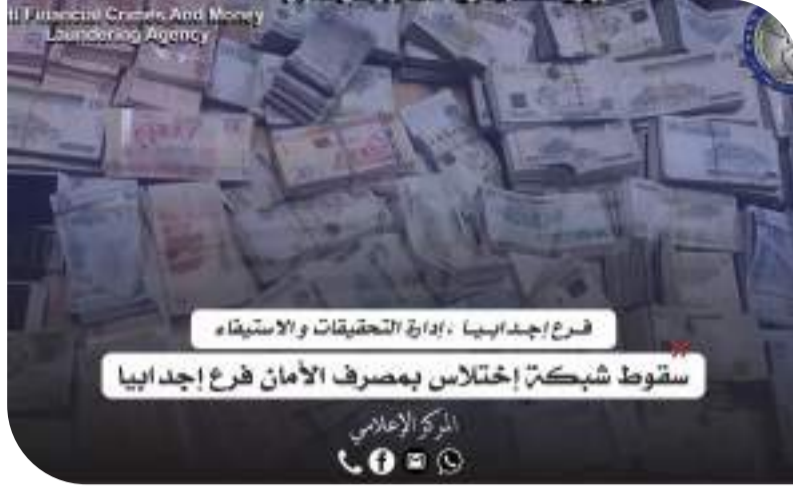 ti Financial Crimes And Money
Laundering Agency
فرع إجدابيا ، إدارة التحقيقات والاستيفاء
سقوط شبكة إختلاس بمصرف الأمان فرع إجدابيا
المركز الإعلامي